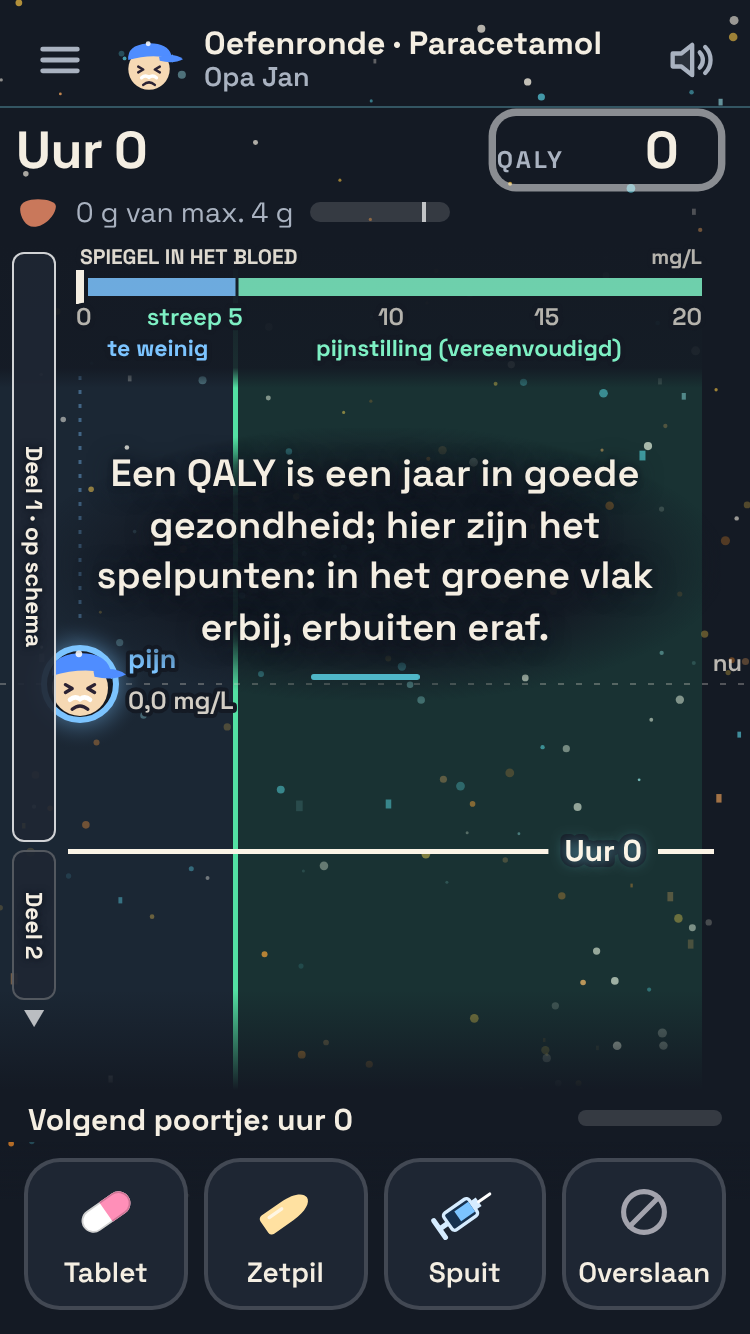 Oefenronde · Paracetamol
Opa Jan
Uur 0
QALY 0
0 g van max. 4 g
SPIEGEL IN HET BLOED mg/L
0 streep 5 10 15 20
te weinig pijnstilling (vereenvoudigd)
Deel 1 · op schema
Een QALY is een jaar in goede
gezondheid; hier zijn het
spelpunten: in het groene vlak
erbij, erbuiten eraf.
pijn
nu
0,0 mg/L
Uur 0
Deel 2
Volgend poortje: uur 0
Tablet Zetpil Spuit Overslaan